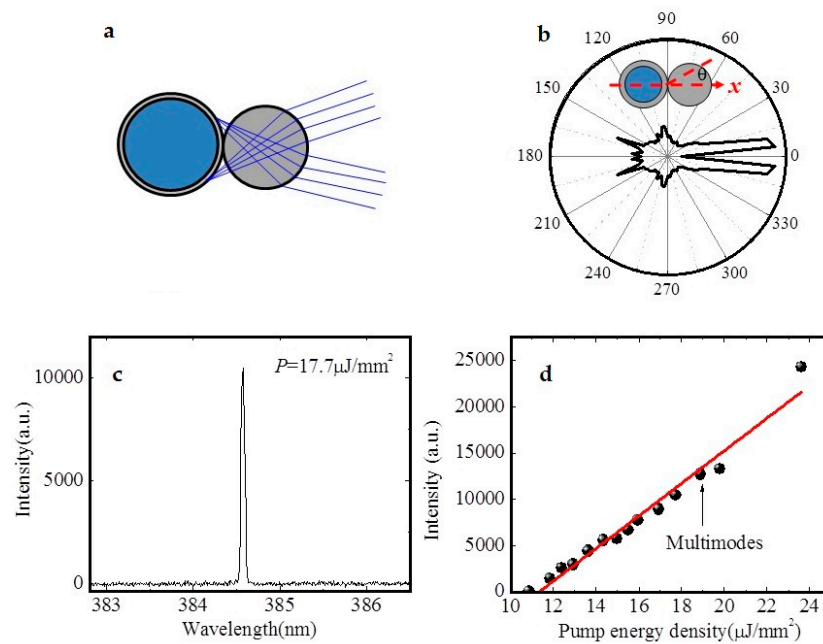 a
b
90
120
60
150
30
180
0
210
330
240
300
270
θ
x
c
P=17.7μJ/mm²
10000
5000
0
Intensity(a.u.)
383
384
385
386
Wavelength(nm)
d
25000
20000
15000
10000
5000
0
Intensity (a.u.)
Multimodes
10
12
14
16
18
20
22
24
Pump energy density(μJ/mm²)